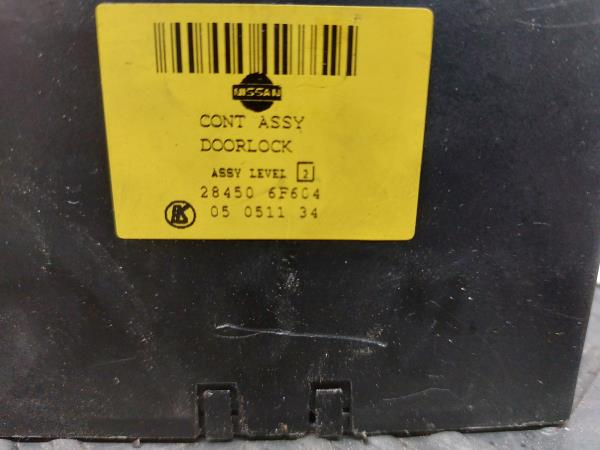 NISSAN
CONT ASSY
DOORLOCK
ASSY LEVEL 2
28450 6F604
05 0511 34